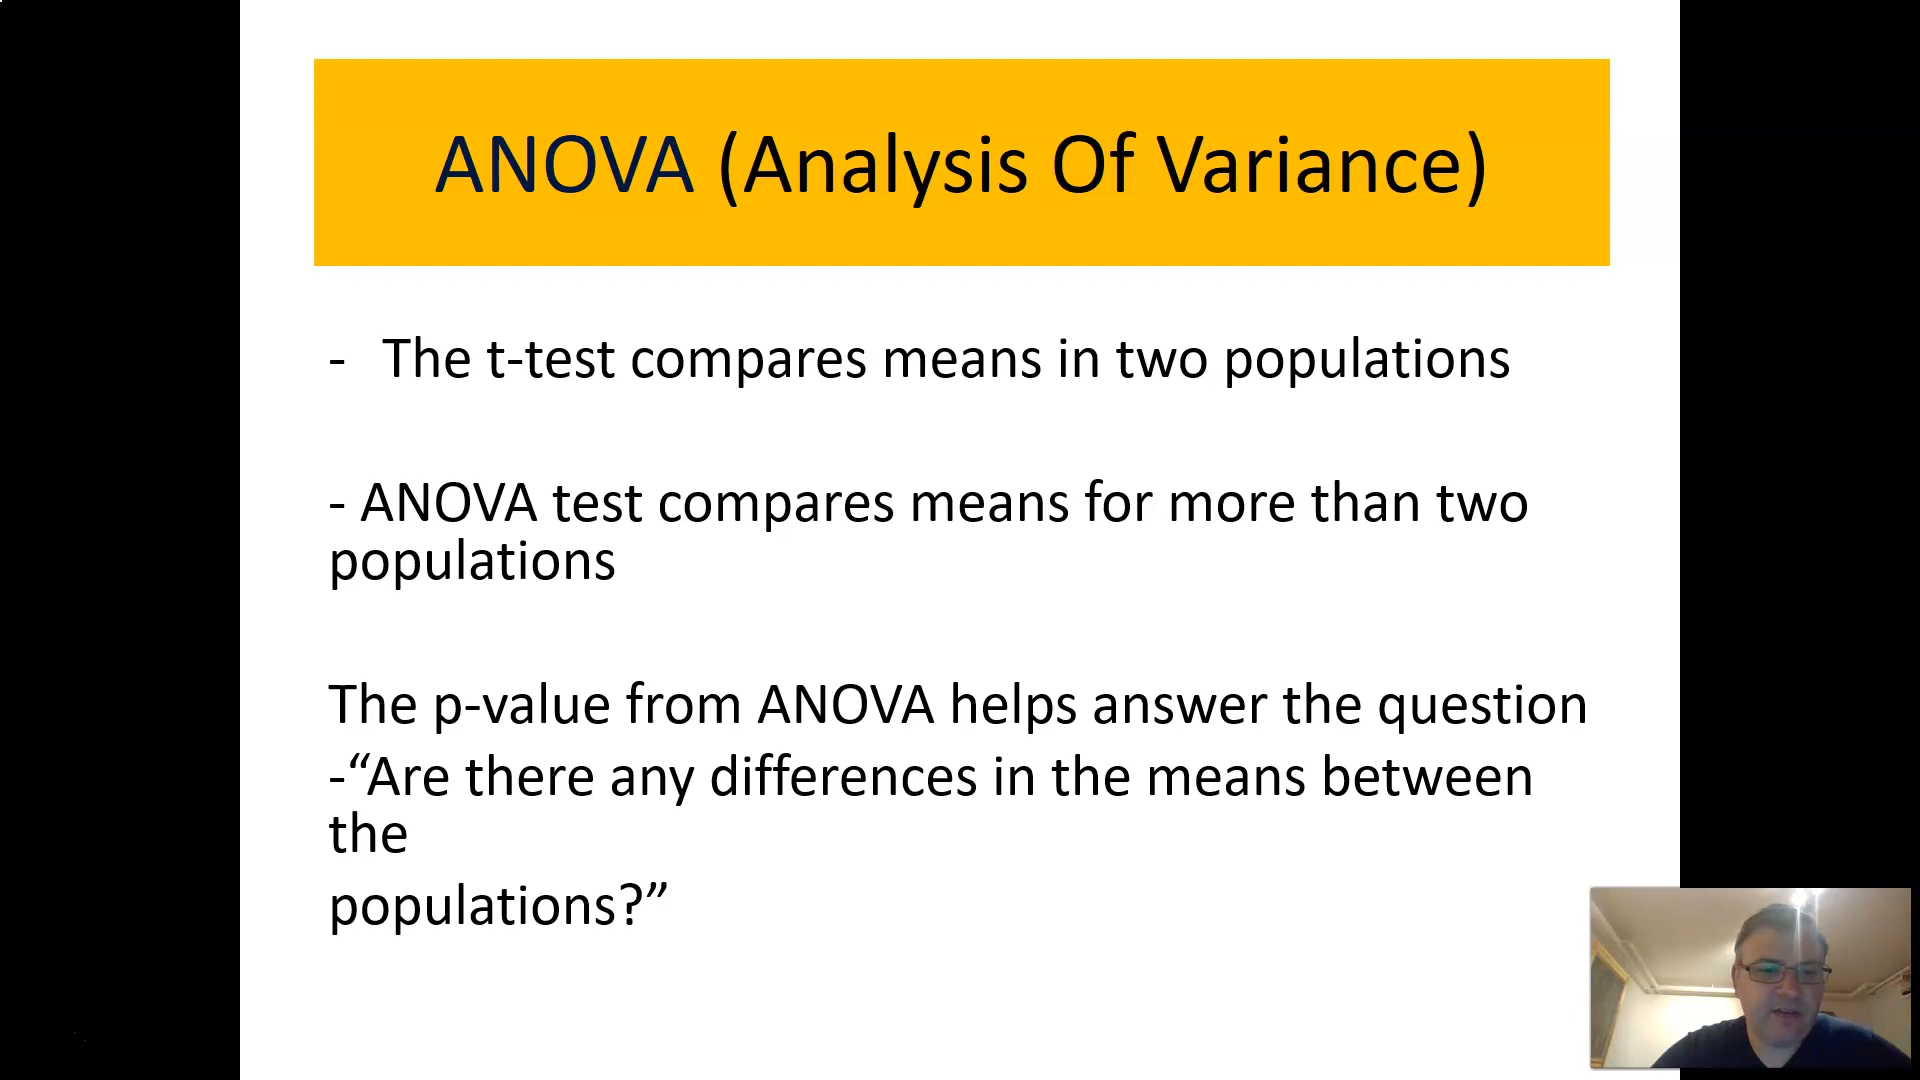 ANOVA (Analysis Of Variance)
- The t-test compares means in two populations
- ANOVA test compares means for more than two
populations
The p-value from ANOVA helps answer the question
-“Are there any differences in the means between
the
populations?”